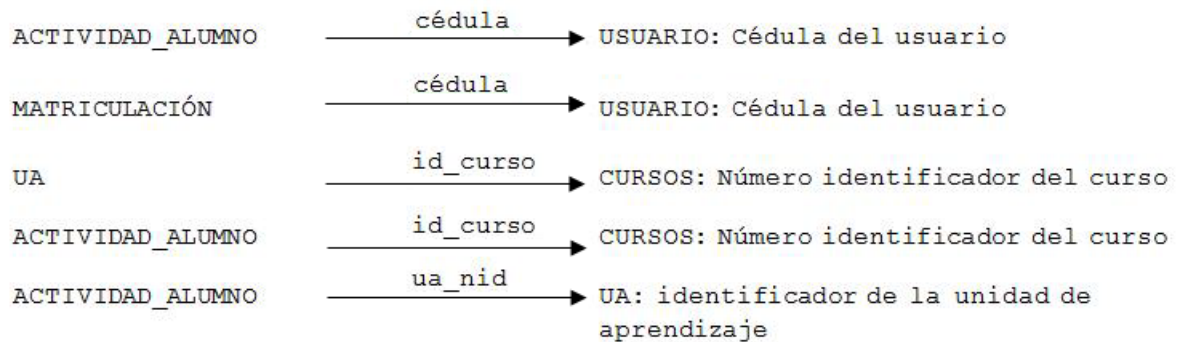 cédula
ACTIVIDAD_ALUMNO USUARIO: Cédula del usuario
cédula
MATRICULACIÓN USUARIO: Cédula del usuario
id_curso
UA CURSOS: Número identificador del curso
id_curso
ACTIVIDAD_ALUMNO CURSOS: Número identificador del curso
ua_nid
ACTIVIDAD_ALUMNO UA: identificador de la unidad de
aprendizaje